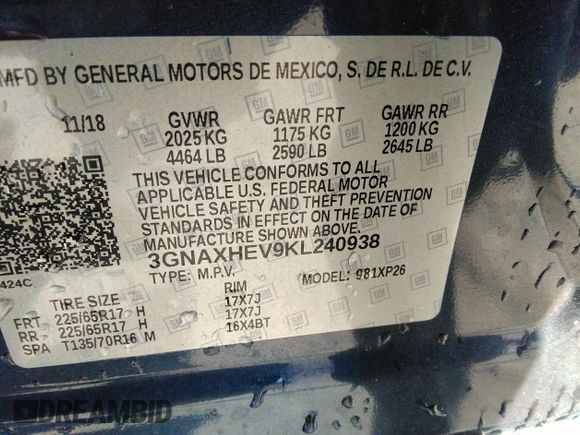 MFD BY GENERAL MOTORS DE MEXICO, S. DE R.L. DE C.V.
11/18 GVWR GAWR FRT GAWR RR
2025 KG 1175 KG 1200 KG
4464 LB 2590 LB 2645 LB
THIS VEHICLE CONFORMS TO ALL
APPLICABLE U.S. FEDERAL MOTOR
VEHICLE SAFETY AND THEFT PREVENTION
STANDARDS IN EFFECT ON THE DATE OF
MANUFACTURE SHOWN ABOVE.
3GNAXHEV9KL240938
424C TYPE: M.P.V. MODEL: 981XP26
TIRE SIZE RIM
FRT 225/65R17 H 17X7J
RR 225/65R17 H 17X7J
SPA T135/70R16 M 16X4BT
DREAMBID